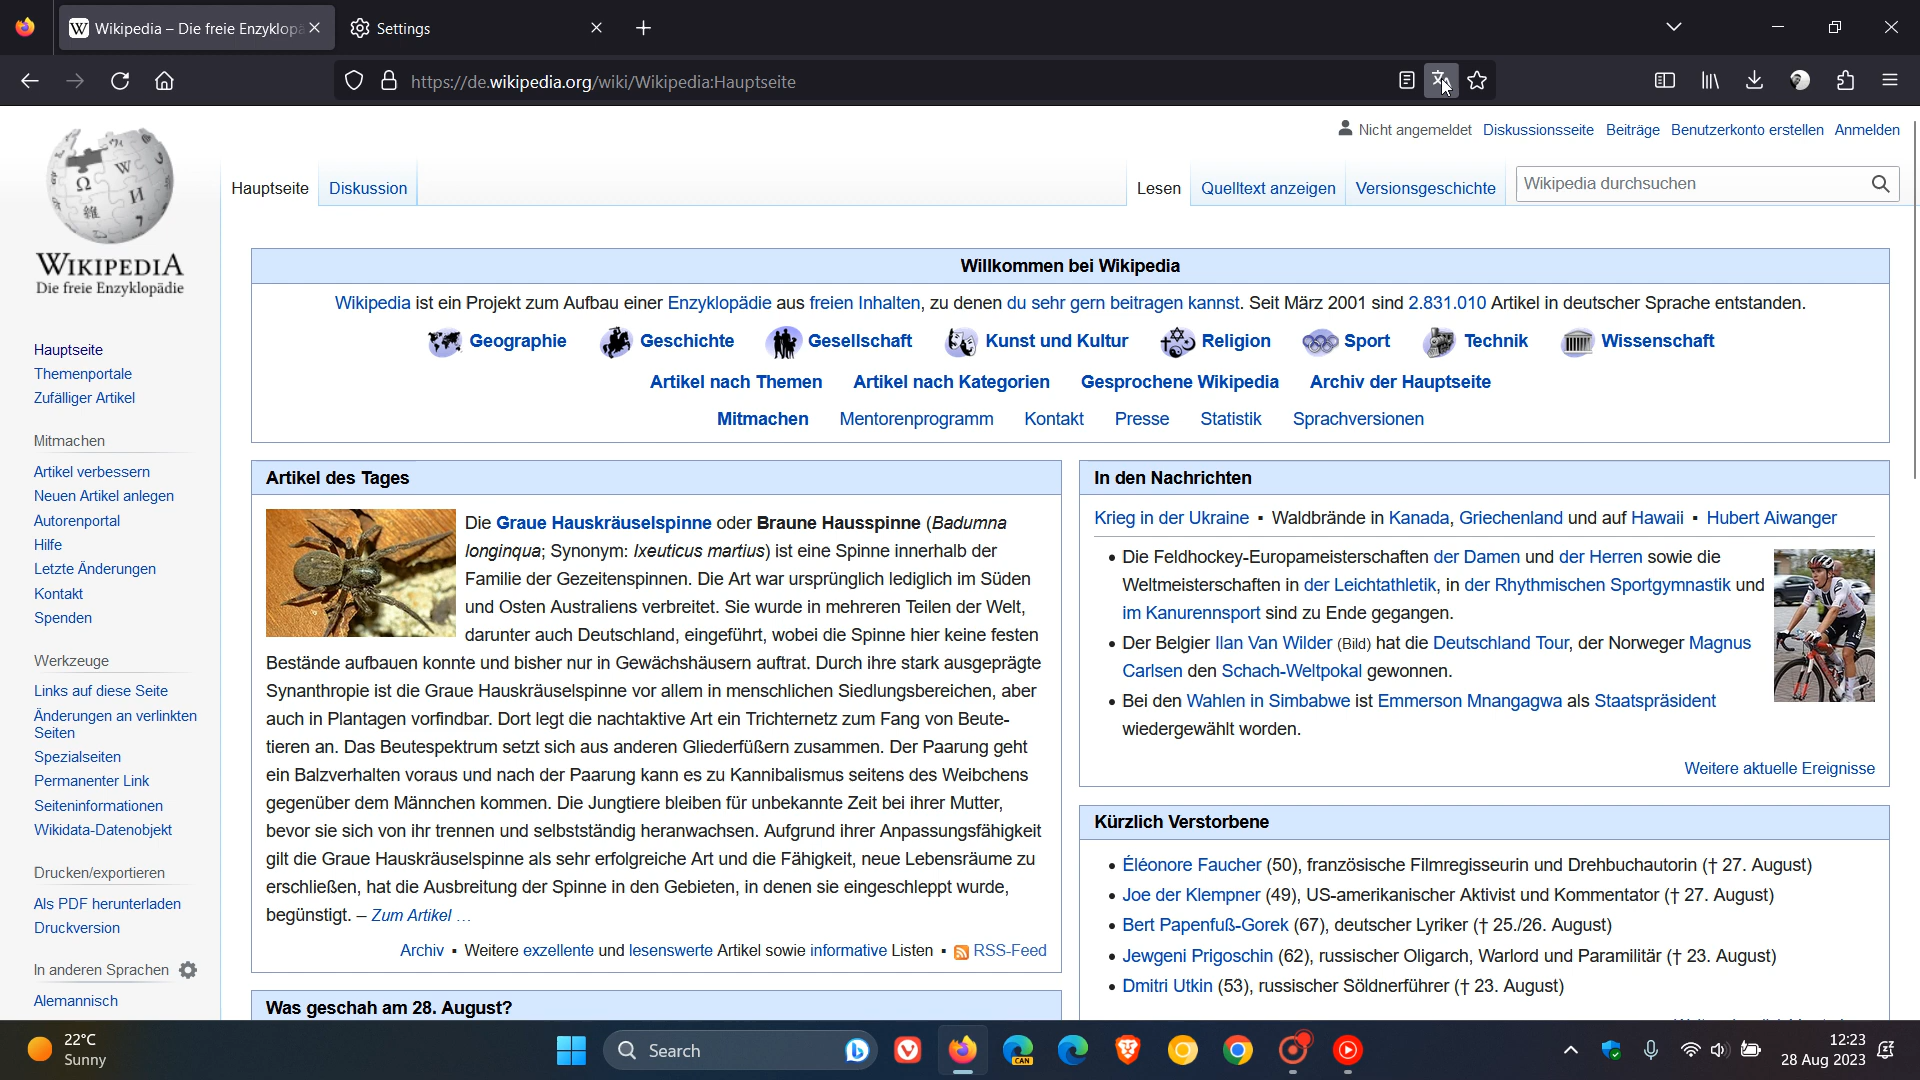 Wikipedia – Die freie Enzyklopä
Settings
https://de.wikipedia.org/wiki/Wikipedia:Hauptseite
Nicht angemeldet Diskussionsseite Beiträge Benutzerkonto erstellen Anmelden
Hauptseite Diskussion Lesen Quelltext anzeigen Versionsgeschichte Wikipedia durchsuchen
WIKIPEDIA
Die freie Enzyklopädie
Hauptseite
Themenportale
Zufälliger Artikel
Mitmachen
Artikel verbessern
Neuen Artikel anlegen
Autorenportal
Hilfe
Letzte Änderungen
Kontakt
Spenden
Werkzeuge
Links auf diese Seite
Änderungen an verlinkten
Seiten
Spezialseiten
Permanenter Link
Seiteninformationen
Wikidata-Datenobjekt
Drucken/exportieren
Als PDF herunterladen
Druckversion
In anderen Sprachen
Alemannisch
Willkommen bei Wikipedia
Wikipedia ist ein Projekt zum Aufbau einer Enzyklopädie aus freien Inhalten, zu denen du sehr gern beitragen kannst. Seit März 2001 sind 2.831.010 Artikel in deutscher Sprache entstanden.
Geographie Geschichte Gesellschaft Kunst und Kultur Religion Sport Technik Wissenschaft
Artikel nach Themen Artikel nach Kategorien Gesprochene Wikipedia Archiv der Hauptseite
Mitmachen Mentorenprogramm Kontakt Presse Statistik Sprachversionen
Artikel des Tages
Die Graue Hauskräuselspinne oder Braune Hausspinne (Badumna
longinqua; Synonym: Ixeuticus martius) ist eine Spinne innerhalb der
Familie der Gezeitenspinnen. Die Art war ursprünglich lediglich im Süden
und Osten Australiens verbreitet. Sie wurde in mehreren Teilen der Welt,
darunter auch Deutschland, eingeführt, wobei die Spinne hier keine festen
Bestände aufbauen konnte und bisher nur in Gewächshäusern auftrat. Durch ihre stark ausgeprägte
Synanthropie ist die Graue Hauskräuselspinne vor allem in menschlichen Siedlungsbereichen, aber
auch in Plantagen vorfindbar. Dort legt die nachtaktive Art ein Trichternetz zum Fang von Beute-
tieren an. Das Beutespektrum setzt sich aus anderen Gliederfüßern zusammen. Der Paarung geht
ein Balzverhalten voraus und nach der Paarung kann es zu Kannibalismus seitens des Weibchens
gegenüber dem Männchen kommen. Die Jungtiere bleiben für unbekannte Zeit bei ihrer Mutter,
bevor sie sich von ihr trennen und selbstständig heranwachsen. Aufgrund ihrer Anpassungsfähigkeit
gilt die Graue Hauskräuselspinne als sehr erfolgreiche Art und die Fähigkeit, neue Lebensräume zu
erschließen, hat die Ausbreitung der Spinne in den Gebieten, in denen sie eingeschleppt wurde,
begünstigt. – Zum Artikel …
Archiv ▪ Weitere exzellente und lesenswerte Artikel sowie informative Listen ▪ RSS-Feed
Was geschah am 28. August?
In den Nachrichten
Krieg in der Ukraine ▪ Waldbrände in Kanada, Griechenland und auf Hawaii ▪ Hubert Aiwanger
• Die Feldhockey-Europameisterschaften der Damen und der Herren sowie die
Weltmeisterschaften in der Leichtathletik, in der Rhythmischen Sportgymnastik und
im Kanurennsport sind zu Ende gegangen.
• Der Belgier Ilan Van Wilder (Bild) hat die Deutschland Tour, der Norweger Magnus
Carlsen den Schach-Weltpokal gewonnen.
• Bei den Wahlen in Simbabwe ist Emmerson Mnangagwa als Staatspräsident
wiedergewählt worden.
Weitere aktuelle Ereignisse
Kürzlich Verstorbene
• Éléonore Faucher (50), französische Filmregisseurin und Drehbuchautorin († 27. August)
• Joe der Klempner (49), US-amerikanischer Aktivist und Kommentator († 27. August)
• Bert Papenfuß-Gorek (67), deutscher Lyriker († 25./26. August)
• Jewgeni Prigoschin (62), russischer Oligarch, Warlord und Paramilitär († 23. August)
• Dmitri Utkin (53), russischer Söldnerführer († 23. August)
22°C
Sunny
Search
CAN
12:23
28 Aug 2023